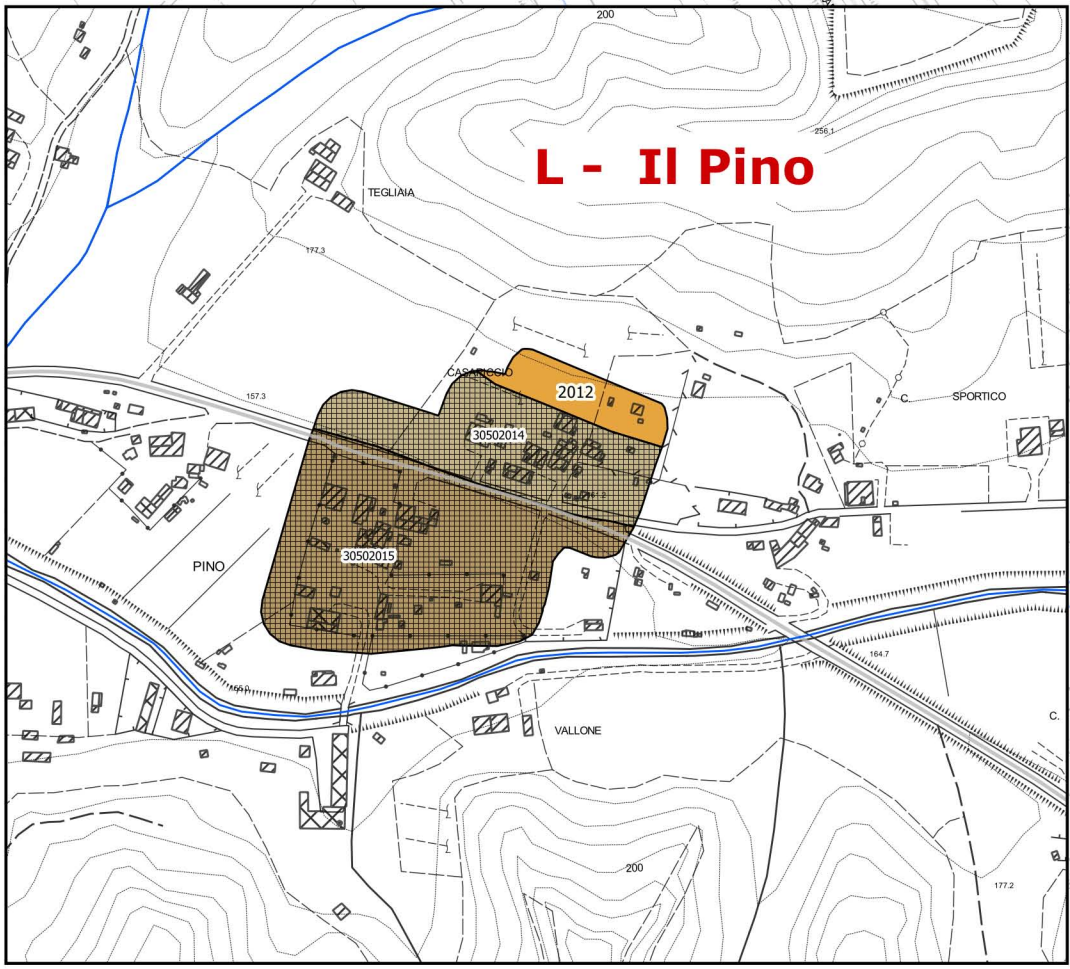 200
256.1
L - Il Pino
TEGLIAIA
177.3
CASARICCIO
157.3
2012
C.
SPORTICO
30502014
30502015
PINO
164.7
C.
VALLONE
200
177.2